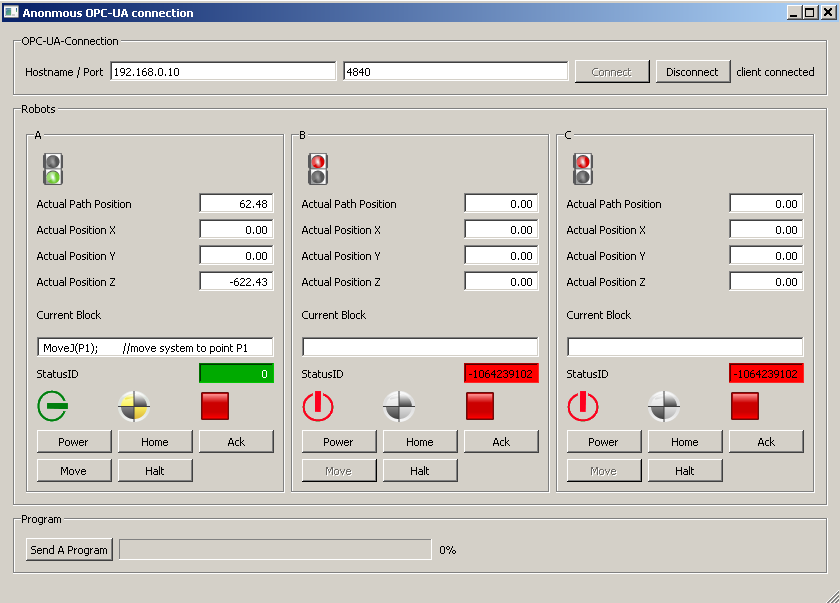 Anonmous OPC-UA connection
OPC-UA-Connection
Hostname / Port 192.168.0.10 4840 Connect Disconnect client connected
Robots
A B C
Actual Path Position 62.48 Actual Path Position 0.00 Actual Path Position 0.00
Actual Position X 0.00 Actual Position X 0.00 Actual Position X 0.00
Actual Position Y 0.00 Actual Position Y 0.00 Actual Position Y 0.00
Actual Position Z -622.43 Actual Position Z 0.00 Actual Position Z 0.00
Current Block Current Block Current Block
MoveJ(P1); //move system to point P1
StatusID 0 StatusID -1064239102 StatusID -1064239102
Power Home Ack Power Home Ack Power Home Ack
Move Halt Move Halt Move Halt
Program
Send A Program 0%